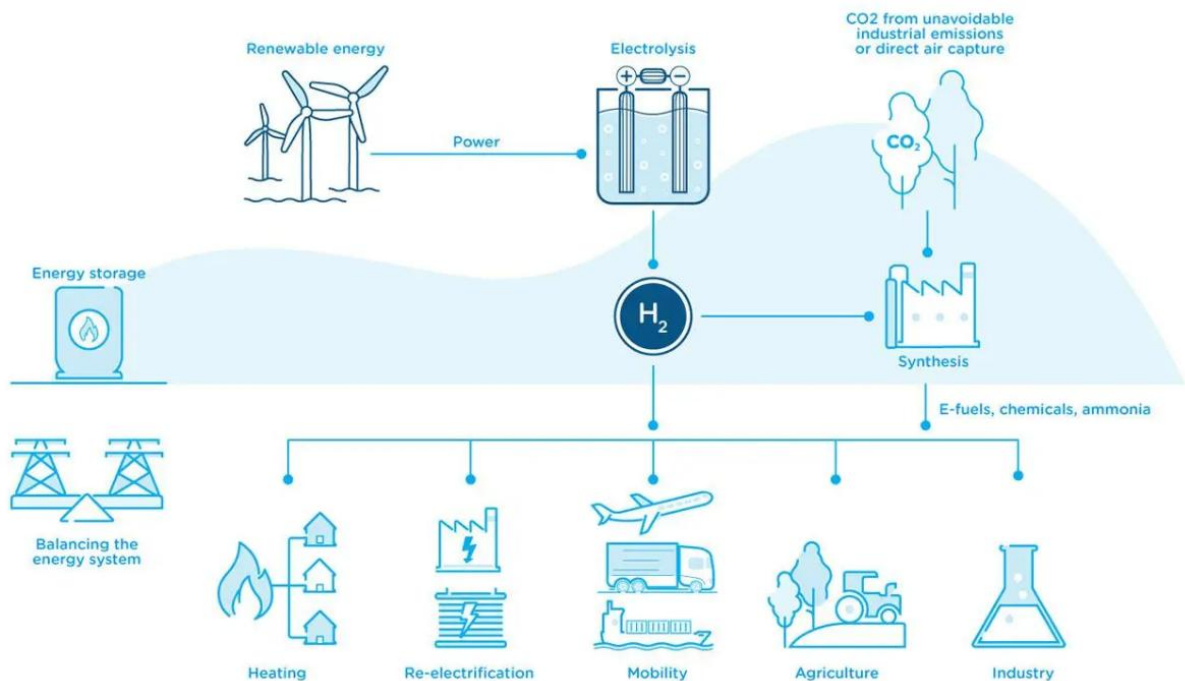 CO2 from unavoidable
industrial emissions
or direct air capture
Renewable energy
Electrolysis
+
−
Power
CO₂
Energy storage
H₂
Synthesis
E-fuels, chemicals, ammonia
Balancing the
energy system
Heating
Re-electrification
Mobility
Agriculture
Industry